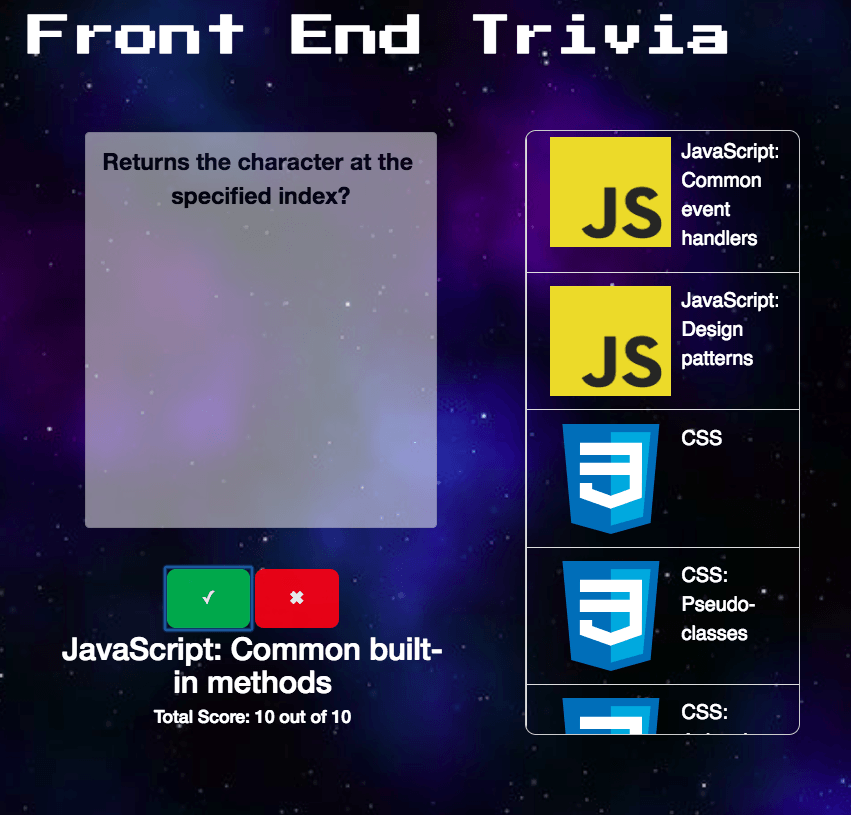 Front End Trivia
Returns the character at the
specified index?
✓ ✖
JavaScript: Common built-
in methods
Total Score: 10 out of 10
JS
JavaScript:
Common
event
handlers
JS
JavaScript:
Design
patterns
3
CSS
3
CSS:
Pseudo-
classes
CSS: